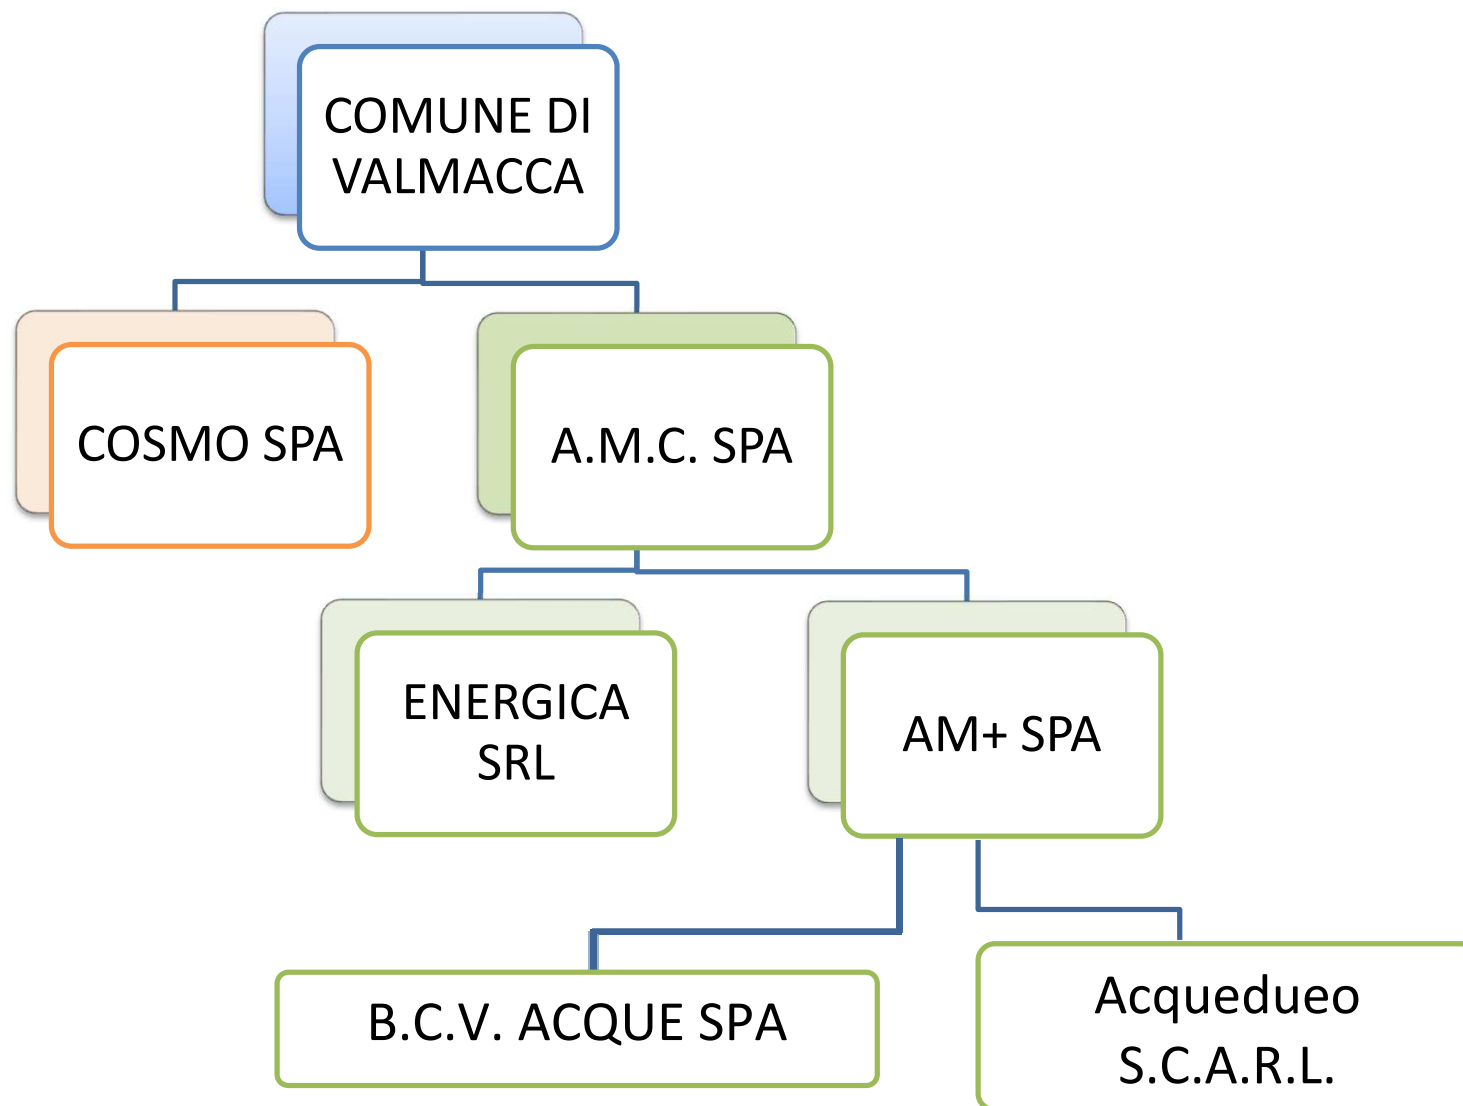 COMUNE DI
VALMACCA
COSMO SPA
A.M.C. SPA
ENERGICA
SRL
AM+ SPA
B.C.V. ACQUE SPA
Acquedueo
S.C.A.R.L.